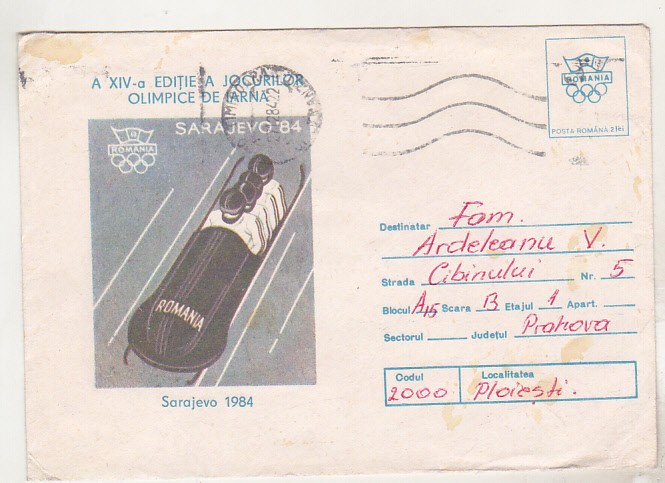 A XIV-a EDIȚIE A JOCURILOR
OLIMPICE DE IARNĂ
SARAJEVO '84
ROMANIA
ROMANIA
Sarajevo 1984
ROMANIA
POSTA ROMÂNA 2 lei
Destinatar Fam.
Ardeleanu V.
Strada Cibinului Nr. 5
Blocul A15 Scara B Etajul 1 Apart.
Sectorul Județul Prahova
Codul Localitatea
2000 Ploiești.